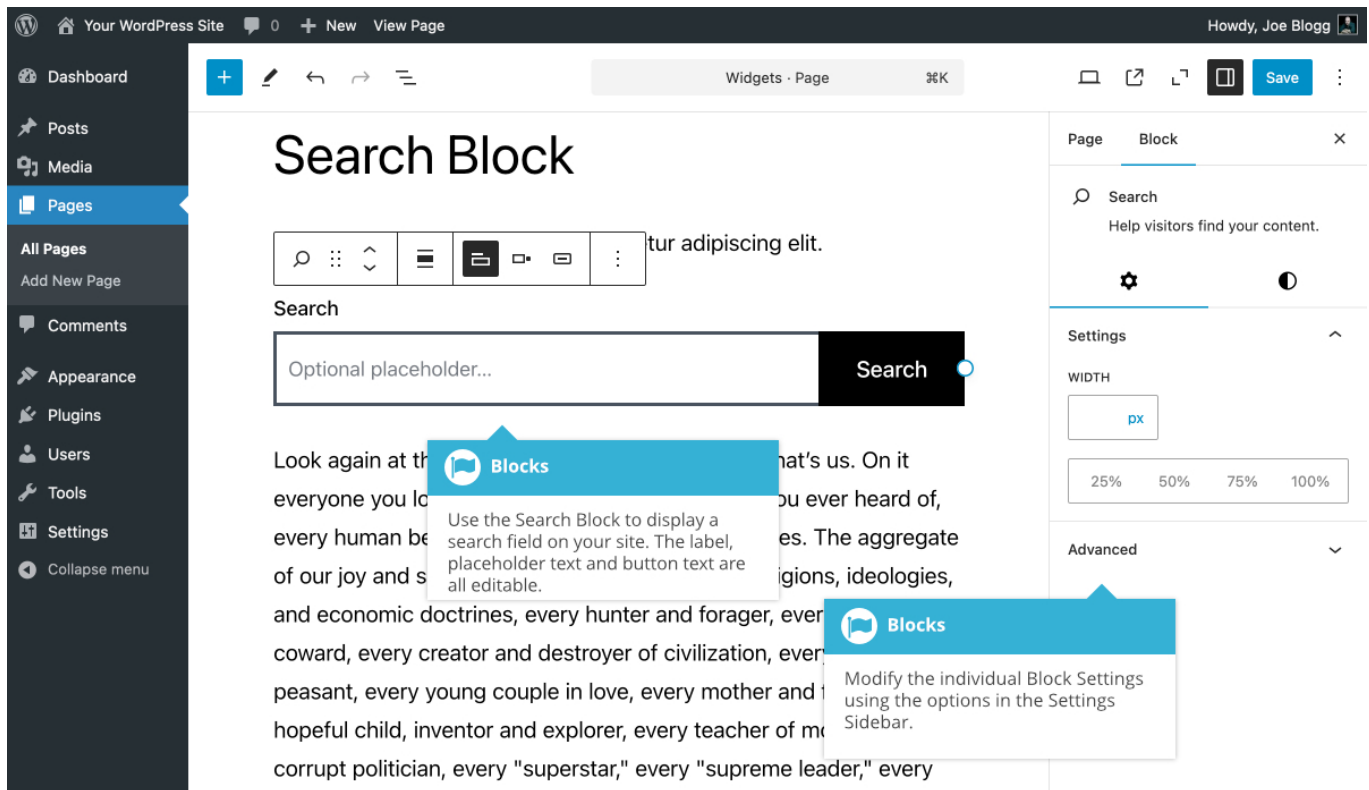 Your WordPress Site 0 New View Page Howdy, Joe Blogg
Dashboard
Posts
Media
Pages
All Pages
Add New Page
Comments
Appearance
Plugins
Users
Tools
Settings
Collapse menu
Widgets · Page ⌘K
Save
Search Block
tur adipiscing elit.
Search
Optional placeholder...
Search
Look again at th hat's us. On it
everyone you lo ou ever heard of,
every human be es. The aggregate
of our joy and s igions, ideologies,
and economic doctrines, every hunter and forager, ever
coward, every creator and destroyer of civilization, every
peasant, every young couple in love, every mother and f
hopeful child, inventor and explorer, every teacher of mo
corrupt politician, every "superstar," every "supreme leader," every
Blocks
Use the Search Block to display a
search field on your site. The label,
placeholder text and button text are
all editable.
Page Block
Search
Help visitors find your content.
Settings
WIDTH
px
25% 50% 75% 100%
Advanced
Blocks
Modify the individual Block Settings
using the options in the Settings
Sidebar.